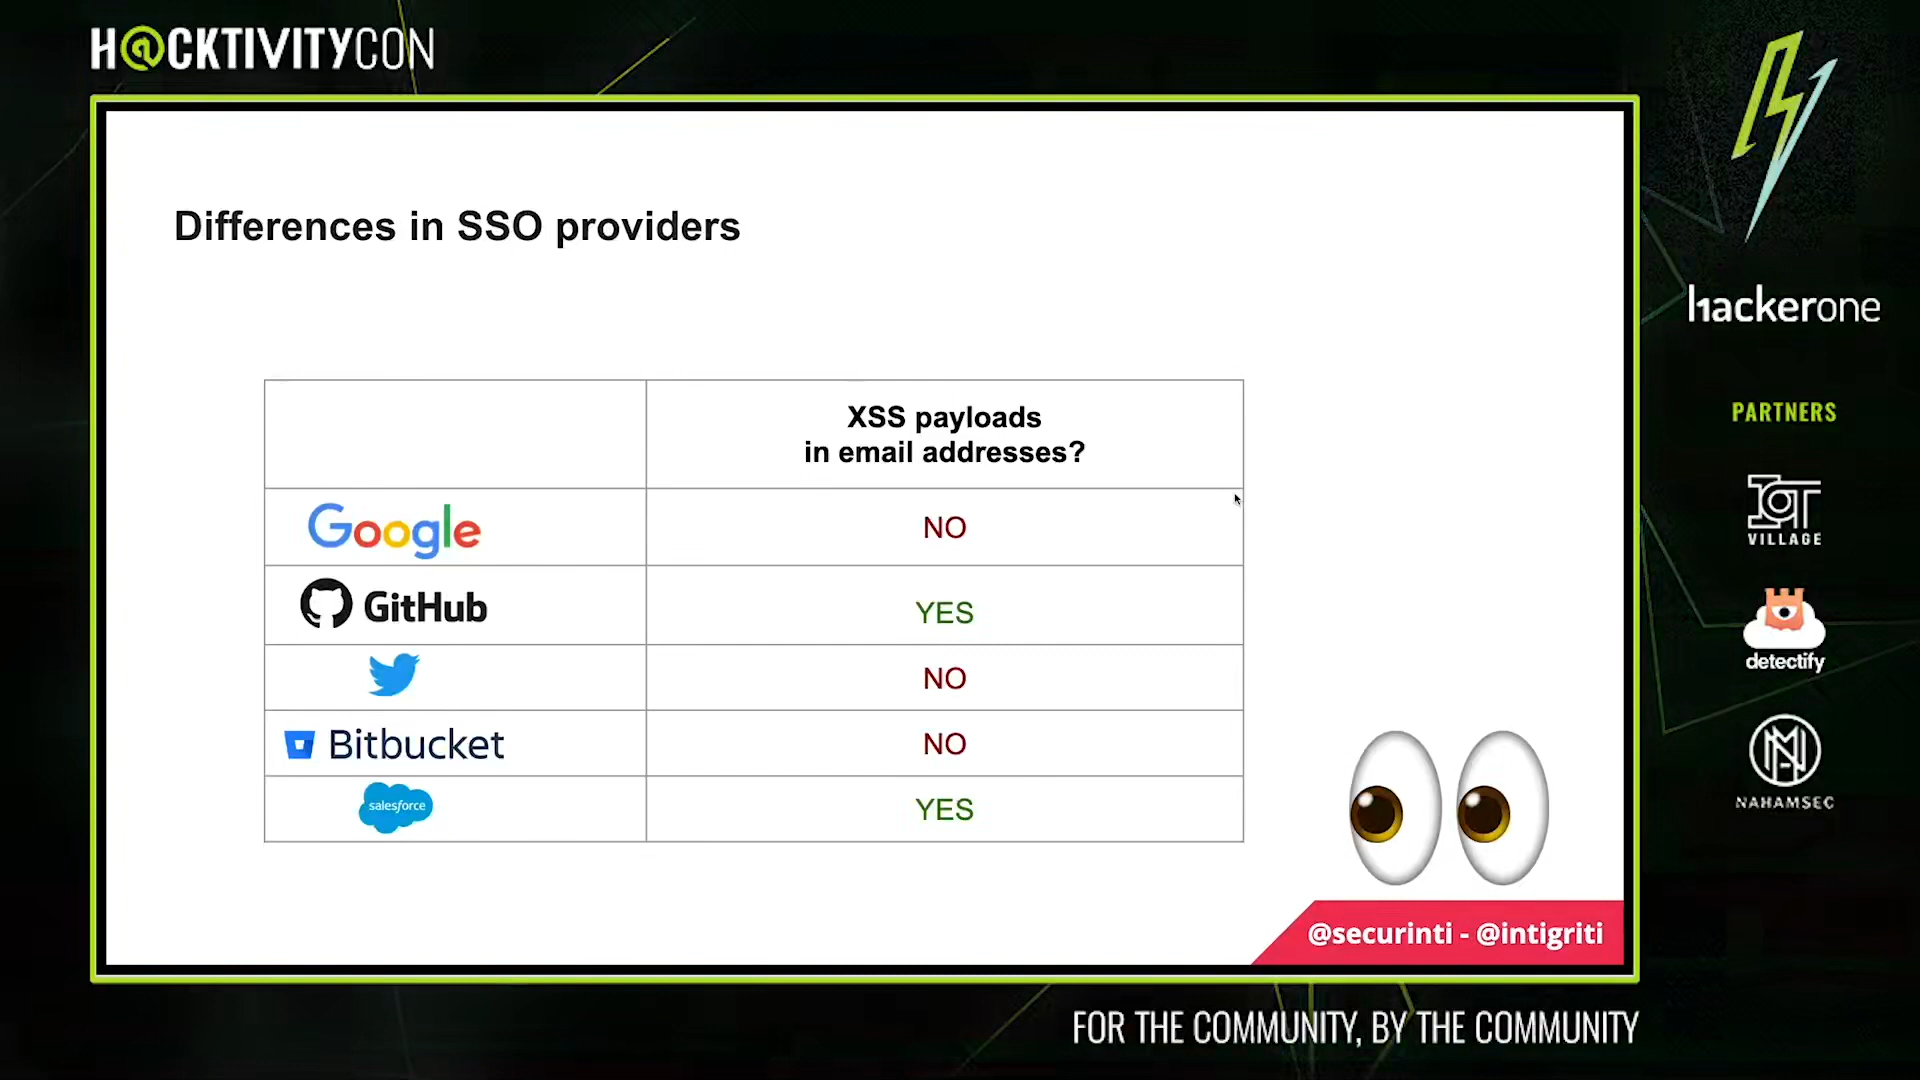 H@CKTIVITYCON
Differences in SSO providers
XSS payloads
in email addresses?
Google
NO
GitHub
YES
NO
Bitbucket
NO
salesforce
YES
@securinti - @intigriti
hackerone
PARTNERS
IOT
VILLAGE
detectify
NAHAMSEC
FOR THE COMMUNITY, BY THE COMMUNITY